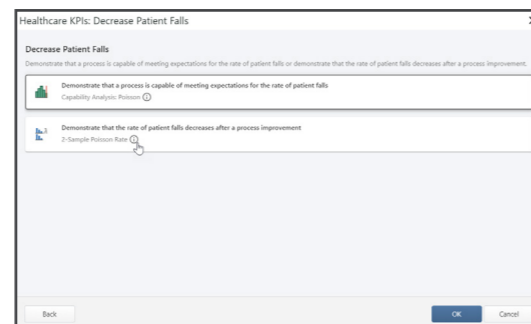 Healthcare KPIs: Decrease Patient Falls
Decrease Patient Falls
Demonstrate that a process is capable of meeting expectations for the rate of patient falls or demonstrate that the rate of patient falls decreases after a process improvement.
Demonstrate that a process is capable of meeting expectations for the rate of patient falls
Capability Analysis: Poisson
Demonstrate that the rate of patient falls decreases after a process improvement
2-Sample Poisson Rate
Back OK Cancel